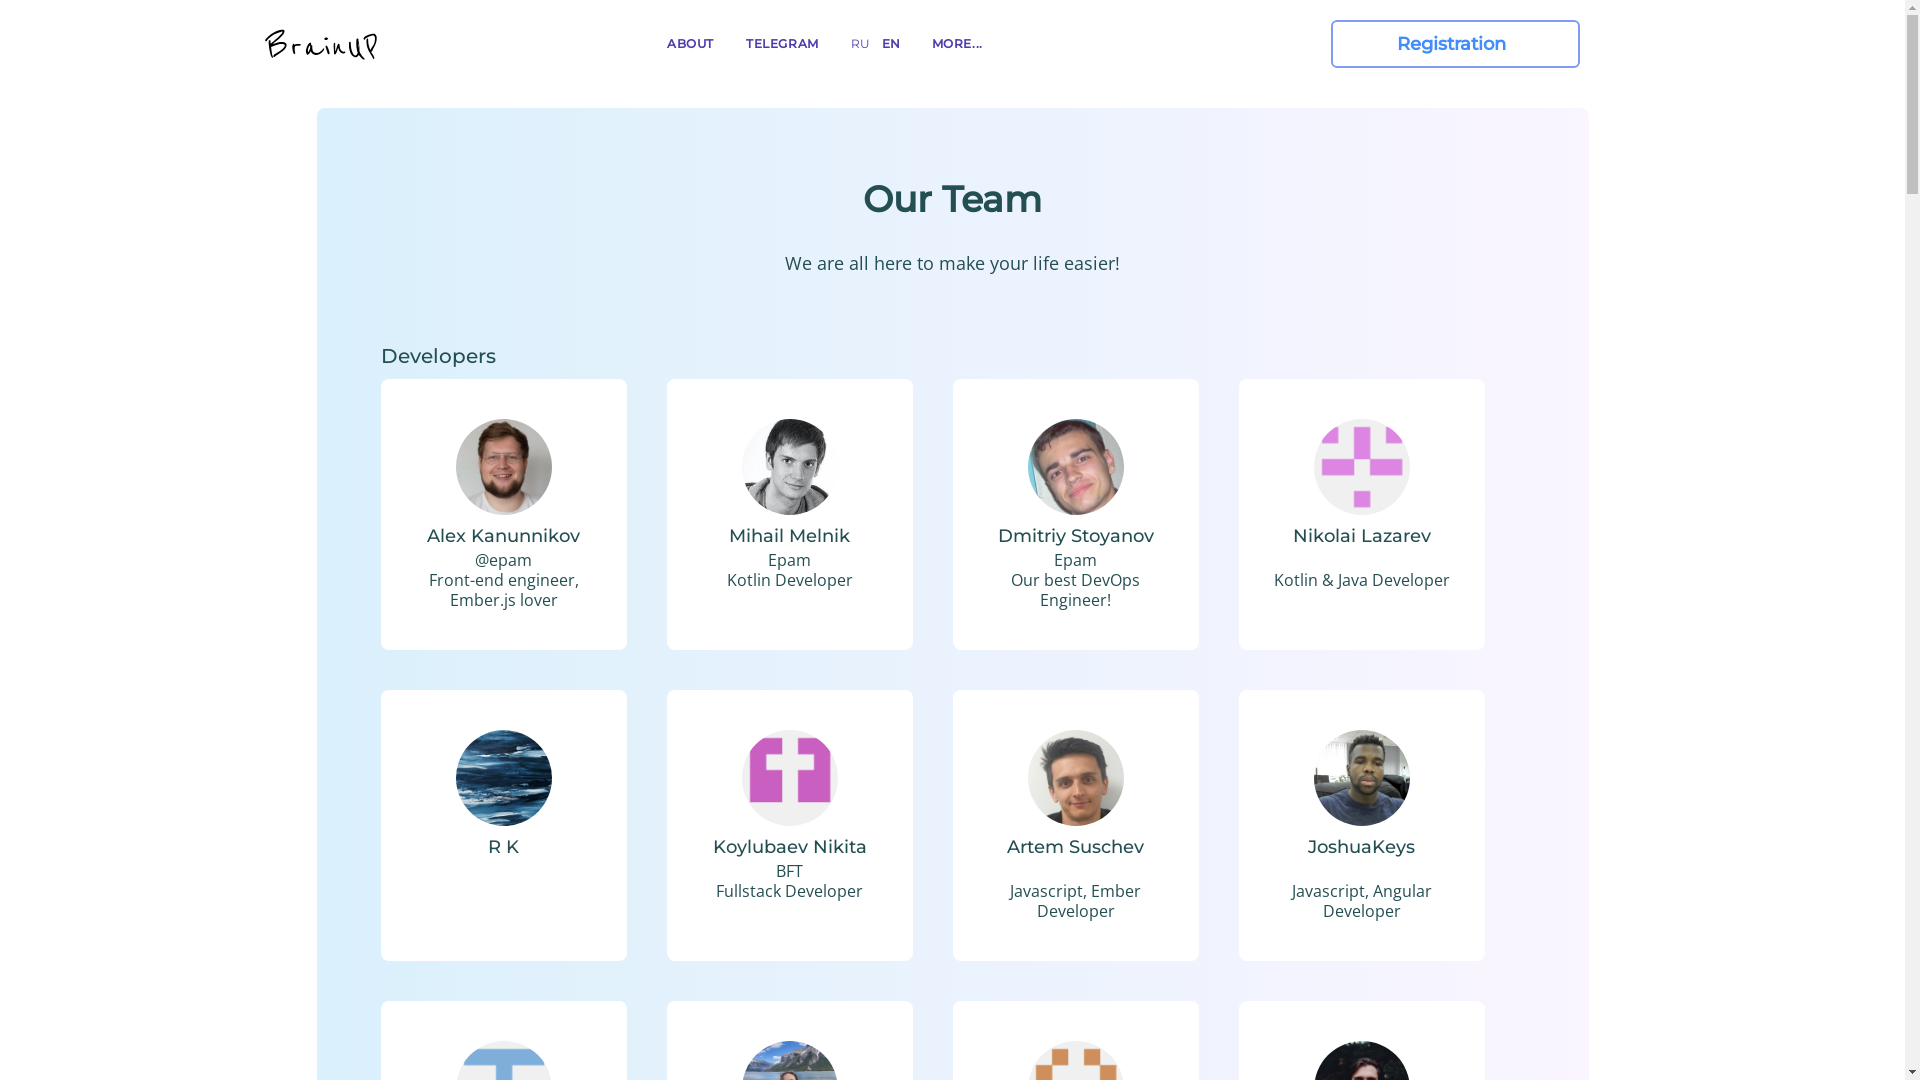 BrainUP
ABOUT
TELEGRAM
RU
EN
MORE...
Registration
Our Team
We are all here to make your life easier!
Developers
Alex Kanunnikov
@epam
Front-end engineer,
Ember.js lover
Mihail Melnik
Epam
Kotlin Developer
Dmitriy Stoyanov
Epam
Our best DevOps
Engineer!
Nikolai Lazarev
Kotlin & Java Developer
R K
Koylubaev Nikita
BFT
Fullstack Developer
Artem Suschev
Javascript, Ember
Developer
JoshuaKeys
Javascript, Angular
Developer